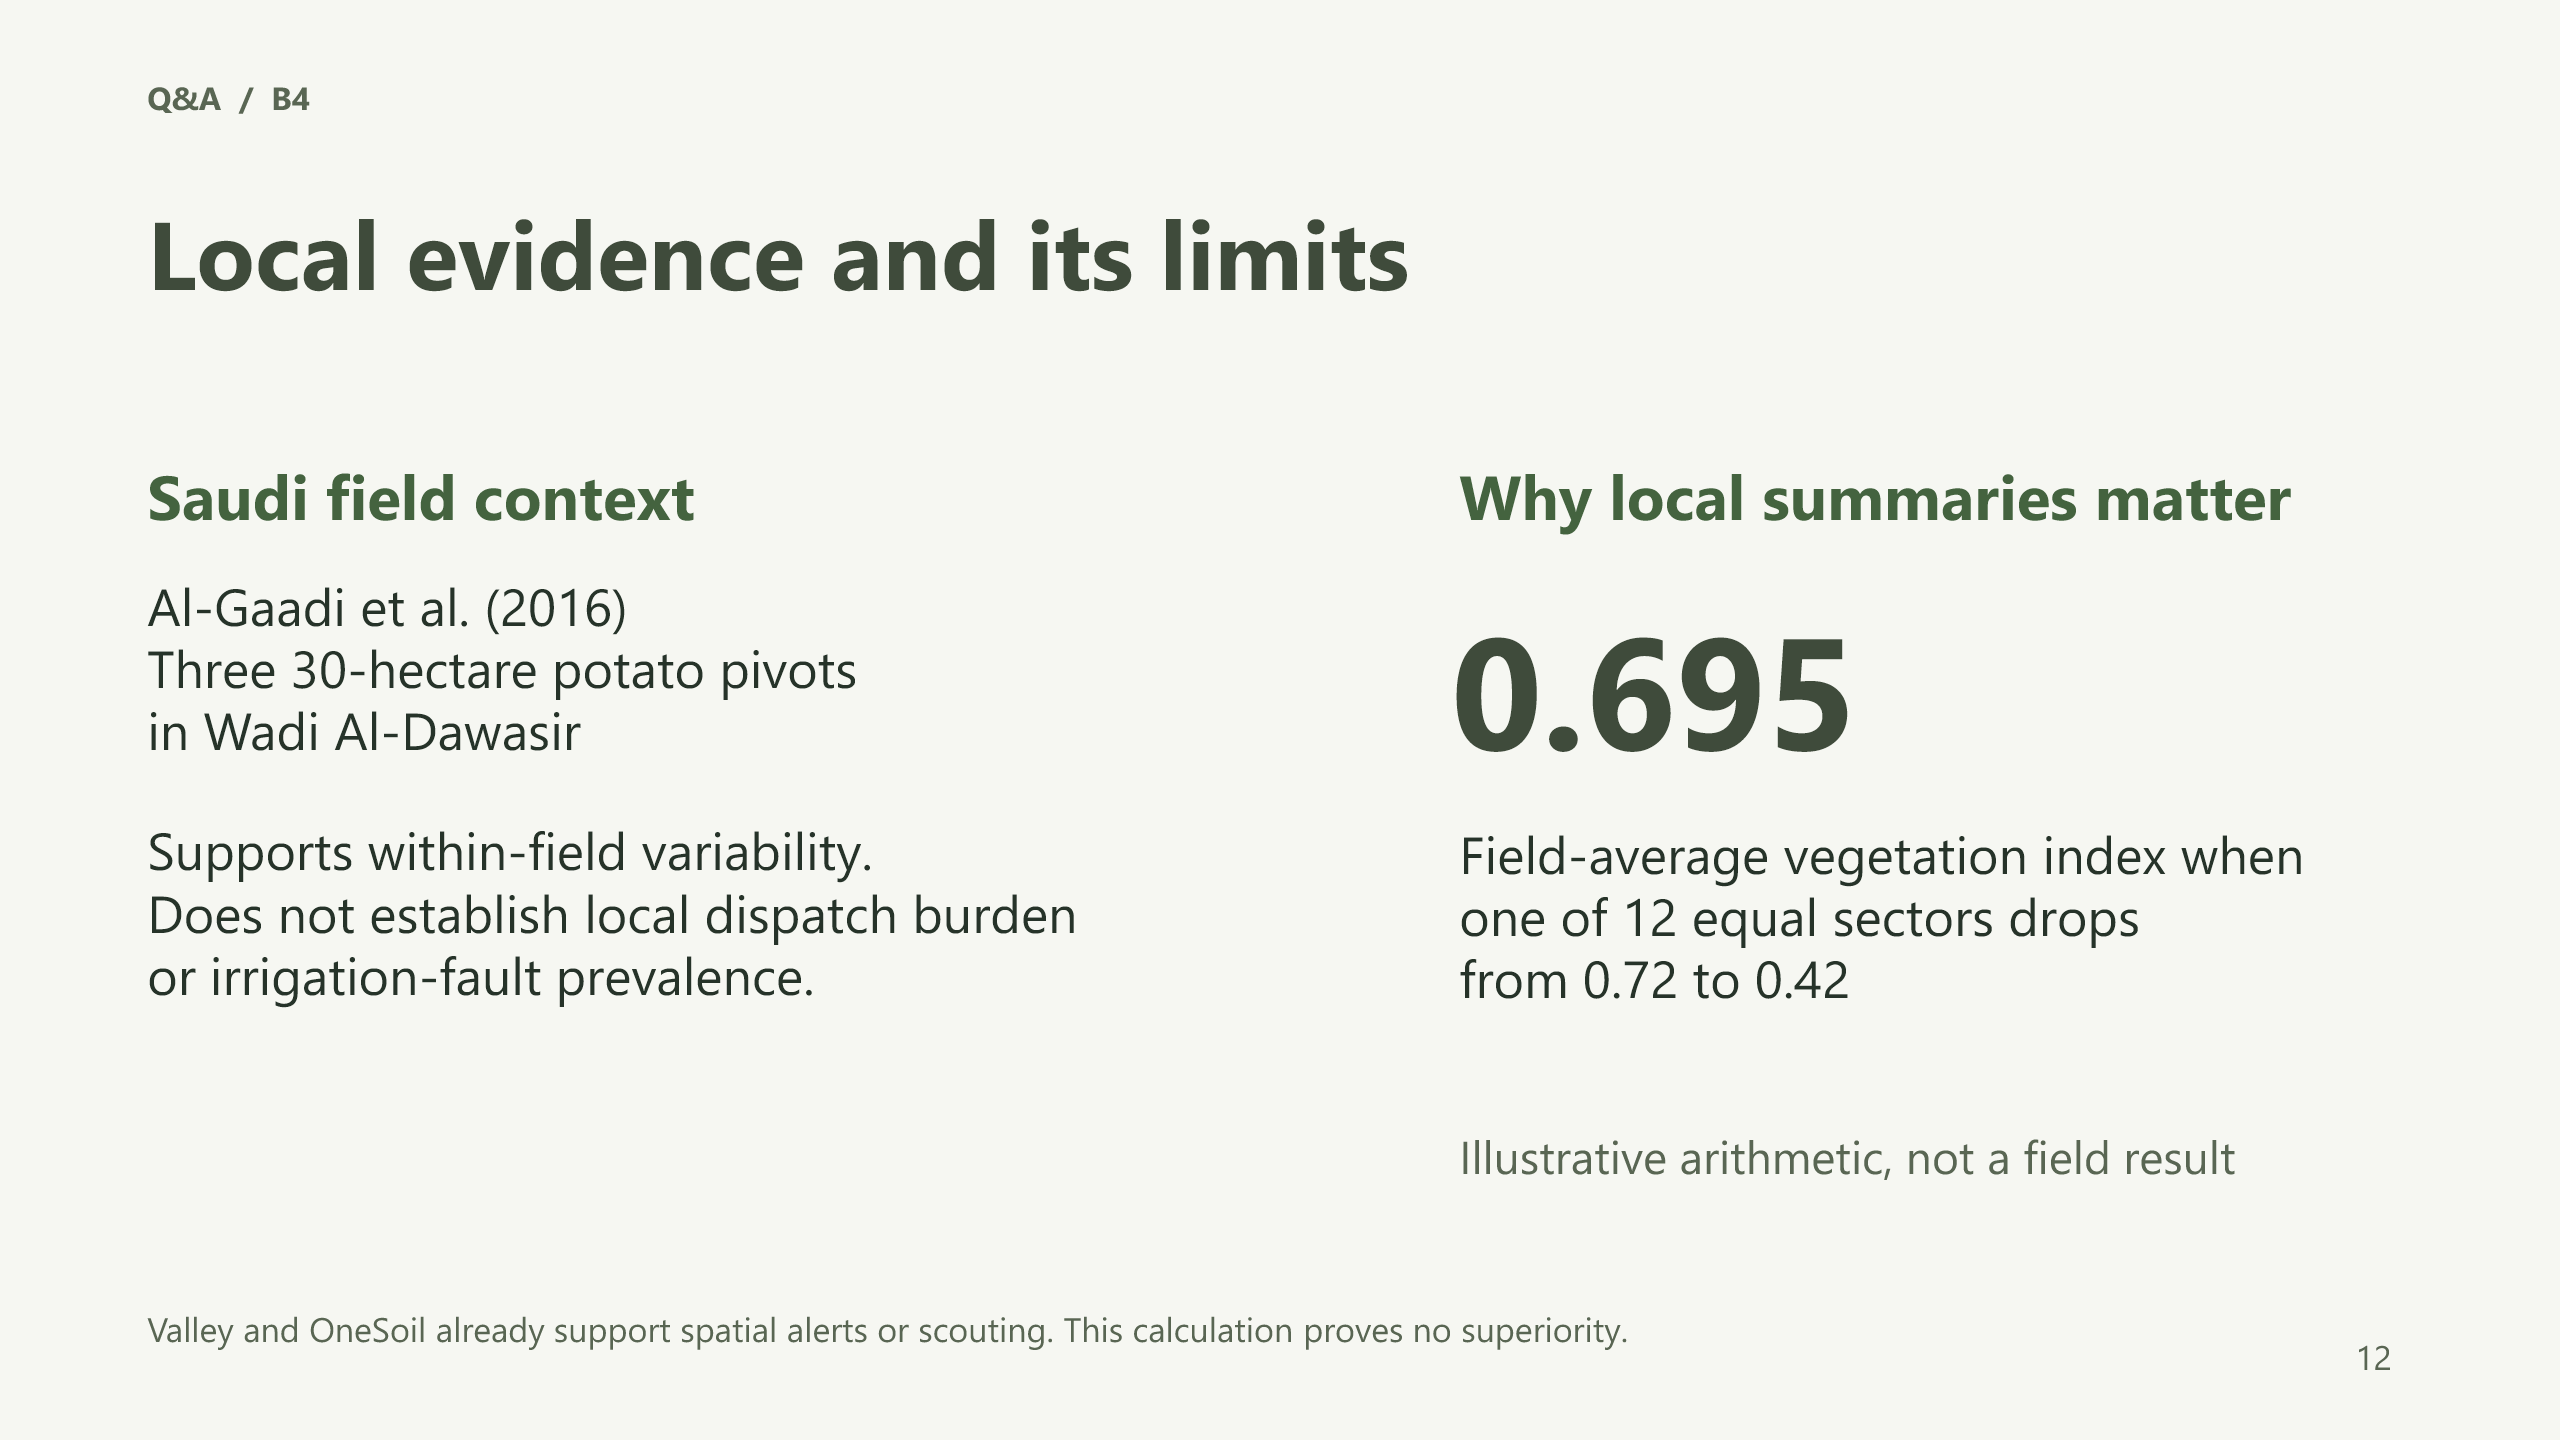 Q&A / B4
Local evidence and its limits
Saudi field context
Al-Gaadi et al. (2016)
Three 30-hectare potato pivots
in Wadi Al-Dawasir
Supports within-field variability.
Does not establish local dispatch burden
or irrigation-fault prevalence.
Why local summaries matter
0.695
Field-average vegetation index when
one of 12 equal sectors drops
from 0.72 to 0.42
Illustrative arithmetic, not a field result
Valley and OneSoil already support spatial alerts or scouting. This calculation proves no superiority.
12